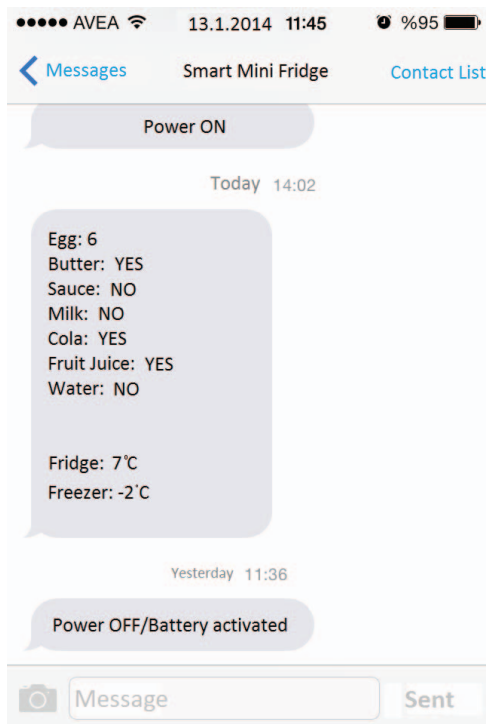 AVEA 13.1.2014 11:45 %95
Messages Smart Mini Fridge Contact List
Power ON
Today 14:02
Egg: 6
Butter: YES
Sauce: NO
Milk: NO
Cola: YES
Fruit Juice: YES
Water: NO
Fridge: 7°C
Freezer: -2°C
Yesterday 11:36
Power OFF/Battery activated
Message Sent